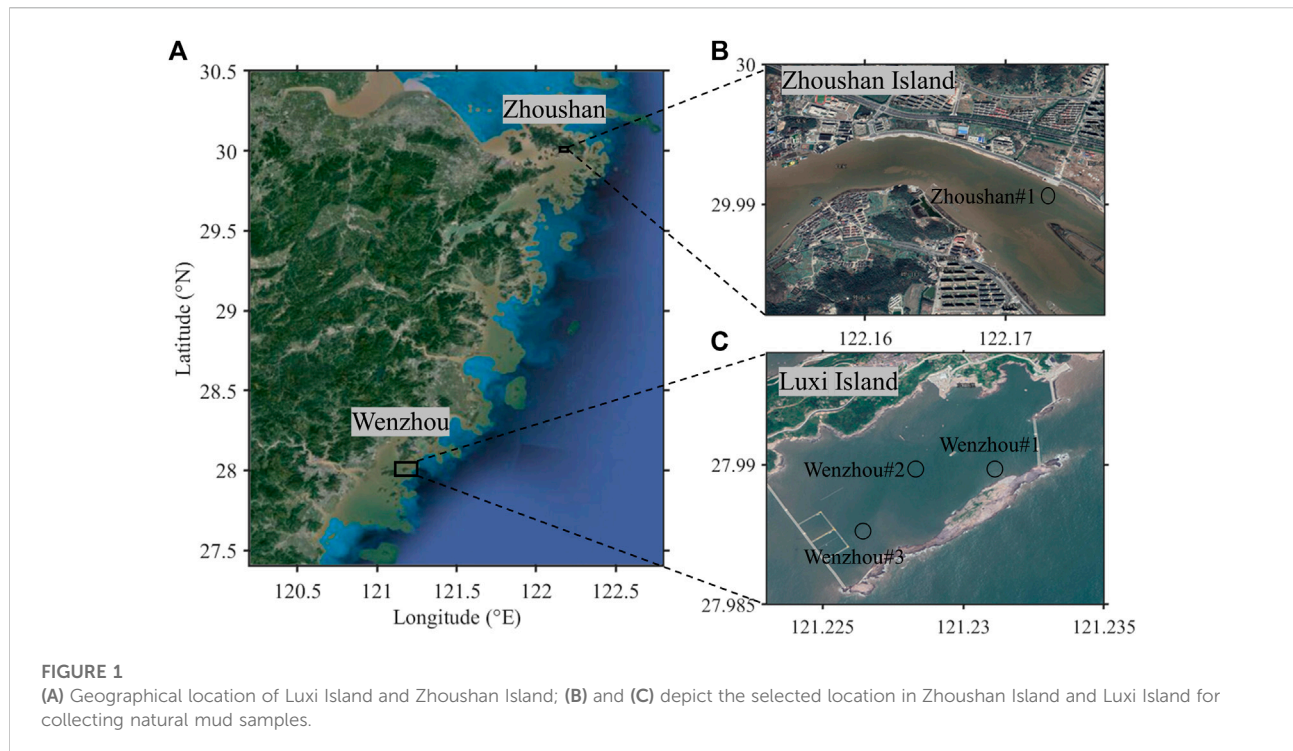 A
30.5
30
29.5
29
28.5
28
27.5
120.5
121
121.5
122
122.5
Latitude (°N)
Longitude (°E)
Zhoushan
Wenzhou
B
30
29.99
122.16
122.17
Zhoushan Island
Zhoushan#1
C
27.99
27.985
121.225
121.23
121.235
Luxi Island
Wenzhou#1
Wenzhou#2
Wenzhou#3
FIGURE 1
(A) Geographical location of Luxi Island and Zhoushan Island; (B) and (C) depict the selected location in Zhoushan Island and Luxi Island for
collecting natural mud samples.